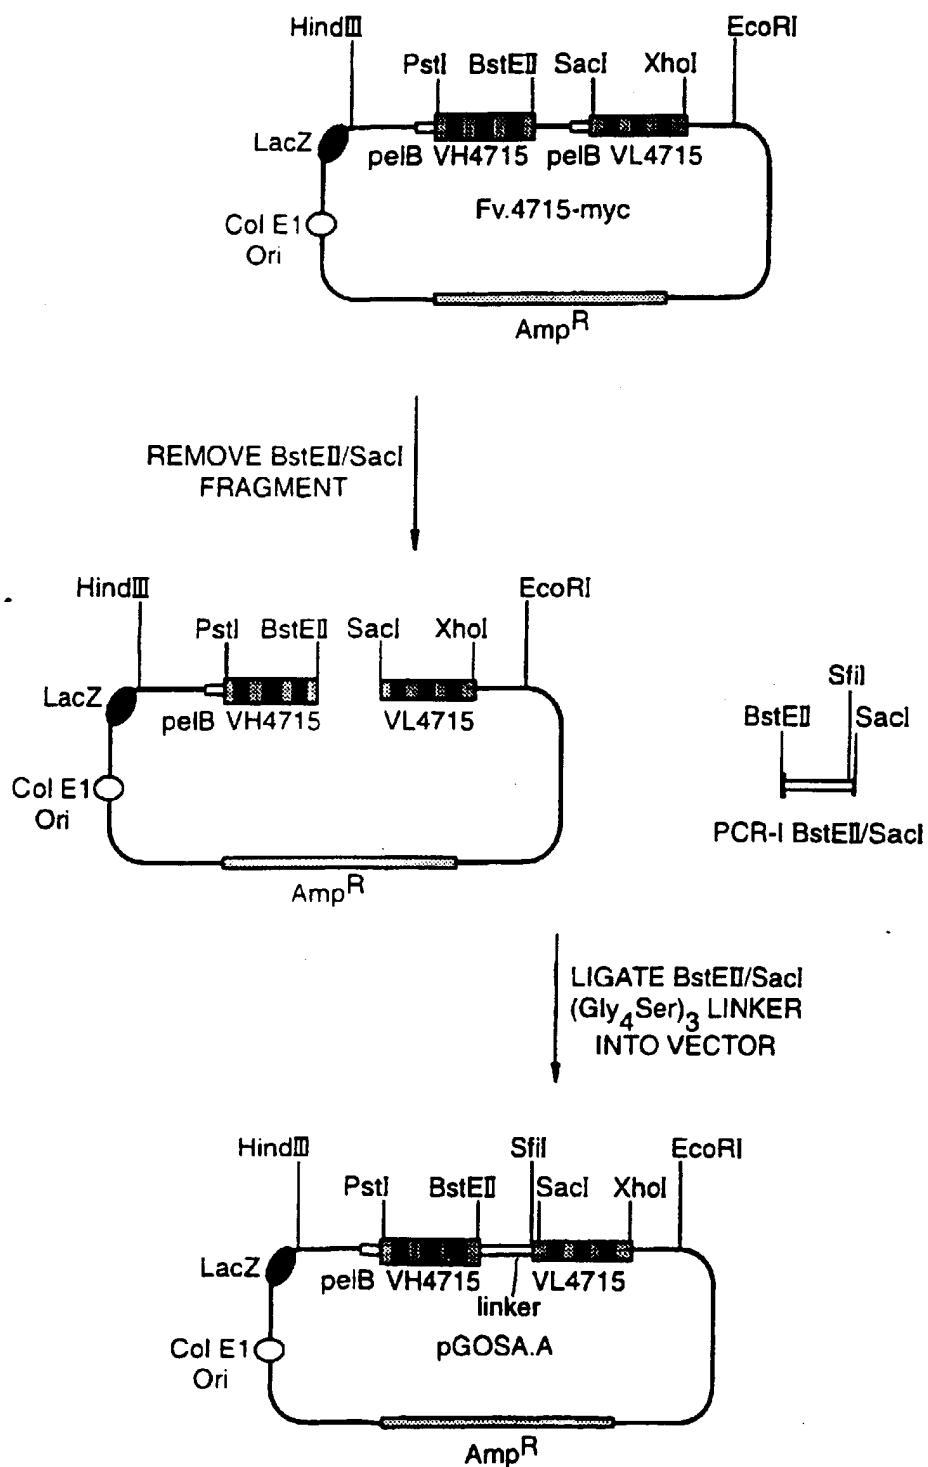 HindIII
EcoRI
PstI BstEII SacI XhoI
LacZ
pelB VH4715 pelB VL4715
Fv.4715-myc
Col E1
Ori
Amp^R
REMOVE BstEII/SacI
FRAGMENT
HindIII
EcoRI
PstI BstEII SacI XhoI
LacZ
pelB VH4715 VL4715
Col E1
Ori
Amp^R
SfiI
BstEII
SacI
PCR-I BstEII/SacI
LIGATE BstEII/SacI
(Gly4Ser)3 LINKER
INTO VECTOR
HindIII
SfiI
EcoRI
PstI BstEII SacI XhoI
LacZ
pelB VH4715 VL4715
linker
Col E1
Ori
pGOSA.A
Amp^R